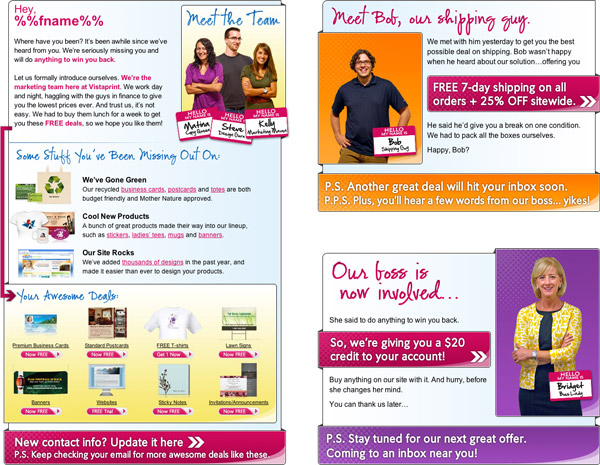 Hey,
%%fname%%
Where have you been? It's been awhile since we've
heard from you. We're seriously missing you and
will do anything to win you back.
Let us formally introduce ourselves. We're the
marketing team here at Vistaprint. We work day
and night, haggling with the guys in finance to give
you the lowest prices ever. And trust us, it's not
easy. We had to buy them lunch for a week to get
you these FREE deals, so we hope you like them!
Meet the Team
HELLO
MY NAME IS
HELLO
MY NAME IS
Steve
HELLO
MY NAME IS
Kelly
Marketing Maven
Some Stuff You've Been Missing Out On:
We've Gone Green
Our recycled business cards, postcards and totes are both
budget friendly and Mother Nature approved.
Cool New Products
A bunch of great products made their way into our lineup,
such as stickers, ladies' tees, mugs and banners.
Our Site Rocks
We've added thousands of designs in the past year, and
made it easier than ever to design your products.
Your Awesome Deals:
Premium Business Cards
Now FREE
Standard Postcards
Now FREE
FREE T-shirts
Get 1 Now
Lawn Signs
Now FREE
Banners
Now FREE
Websites
FREE Trial
Sticky Notes
Now FREE
Invitations/Announcements
Now FREE
New contact info? Update it here
P.S. Keep checking your email for more awesome deals like these.
Meet Bob, our shipping guy.
We met with him yesterday to get you the best
possible deal on shipping. Bob wasn't happy
when he heard about our solution...offering you
FREE 7-day shipping on all
orders + 25% OFF sitewide.
He said he'd give you a break on one condition.
We had to pack all the boxes ourselves.
Happy, Bob?
HELLO
MY NAME IS
Bob
Shipping Guy
P.S. Another great deal will hit your inbox soon.
P.P.S. Plus, you'll hear a few words from our boss... yikes!
Our boss is
now involved...
She said to do anything to win you back.
So, we're giving you a $20
credit to your account!
Buy anything on our site with it. And hurry, before
she changes her mind.
You can thank us later...
HELLO
MY NAME IS
Bridget
Boss Lady
P.S. Stay tuned for our next great offer.
Coming to an inbox near you!